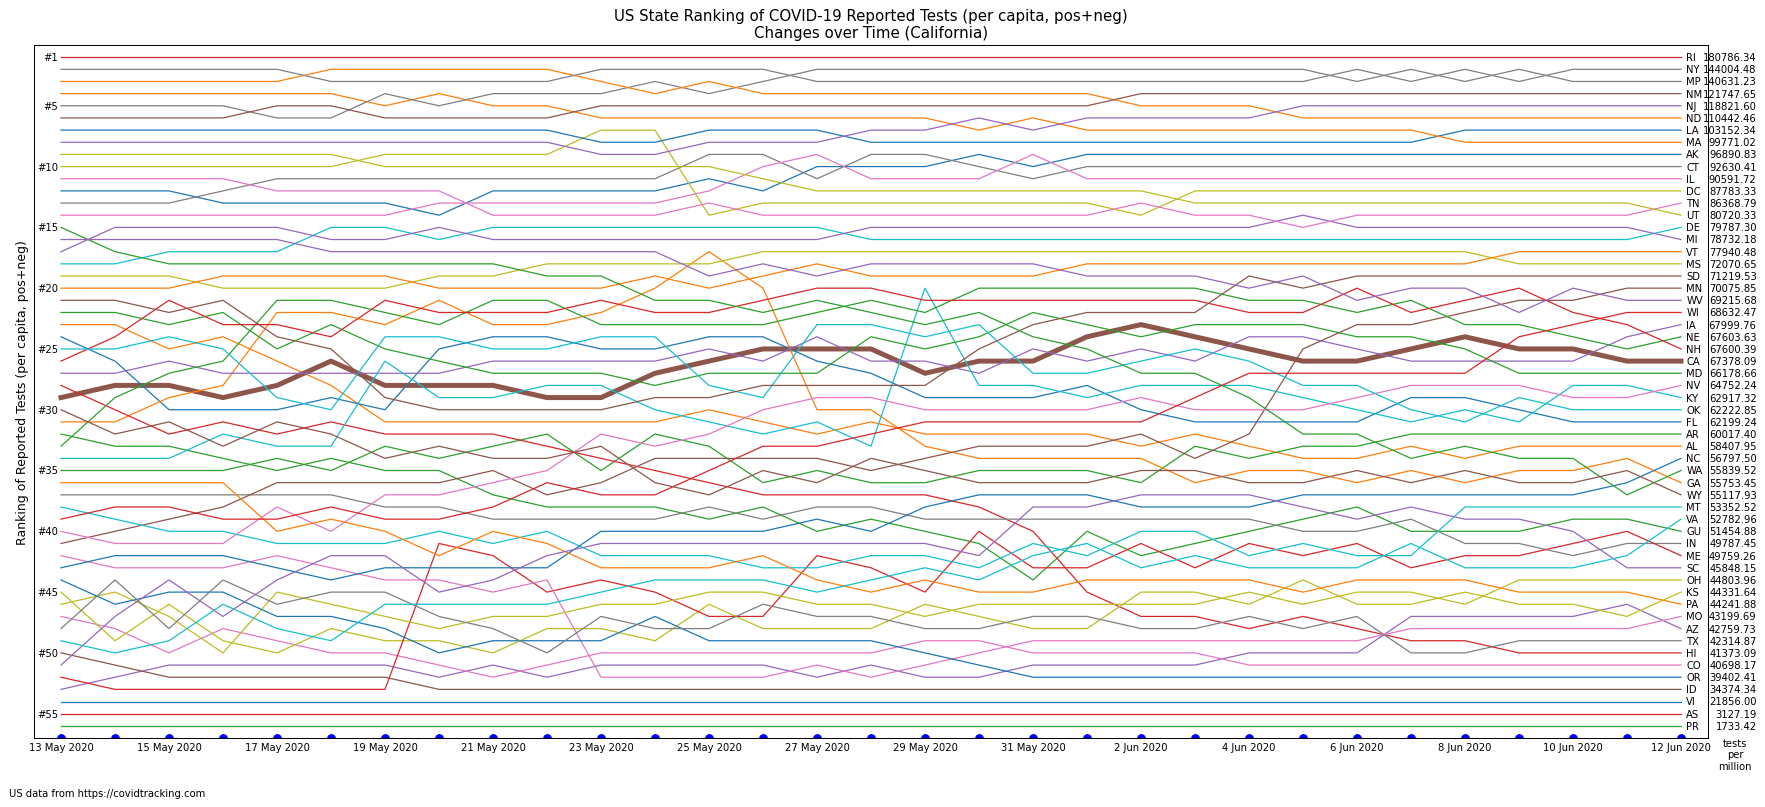 US State Ranking of COVID-19 Reported Tests (per capita, pos+neg)
Changes over Time (California)
Ranking of Reported Tests (per capita, pos+neg)
#1
#5
#10
#15
#20
#25
#30
#35
#40
#45
#50
#55
RI 180786.34
NY 144004.48
MP 140631.23
NM 121747.65
NJ 118821.60
ND 110442.46
LA 103152.34
MA 99771.02
AK 96890.83
CT 92630.41
IL 90591.72
DC 87783.33
TN 86368.79
UT 80720.33
DE 79787.30
MI 78732.18
VT 77940.48
MS 72070.65
SD 71219.53
MN 70075.85
WV 69215.68
WI 68632.47
IA 67999.76
NE 67603.63
NH 67600.39
CA 67378.09
MD 66178.66
NV 64752.24
KY 62917.32
OK 62222.85
FL 62199.24
AR 60017.40
AL 58407.95
NC 56797.50
WA 55839.52
GA 55753.45
WY 55117.93
MT 53352.52
VA 52782.96
GU 51454.88
IN 49787.45
ME 49759.26
SC 45848.15
OH 44803.96
KS 44331.64
PA 44241.88
MO 43199.69
AZ 42759.73
TX 42314.87
HI 41373.09
CO 40698.17
OR 39402.41
ID 34374.34
VI 21856.00
AS 3127.19
PR 1733.42
13 May 2020 15 May 2020 17 May 2020 19 May 2020 21 May 2020 23 May 2020 25 May 2020 27 May 2020 29 May 2020 31 May 2020 2 Jun 2020 4 Jun 2020 6 Jun 2020 8 Jun 2020 10 Jun 2020 12 Jun 2020
tests
per
million
US data from https://covidtracking.com